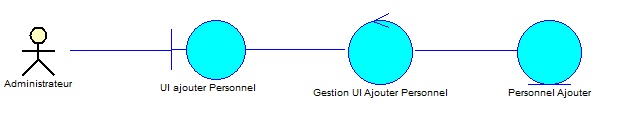 Administrateur
UI ajouter Personnel
Gestion UI Ajouter Personnel
Personnel Ajouter